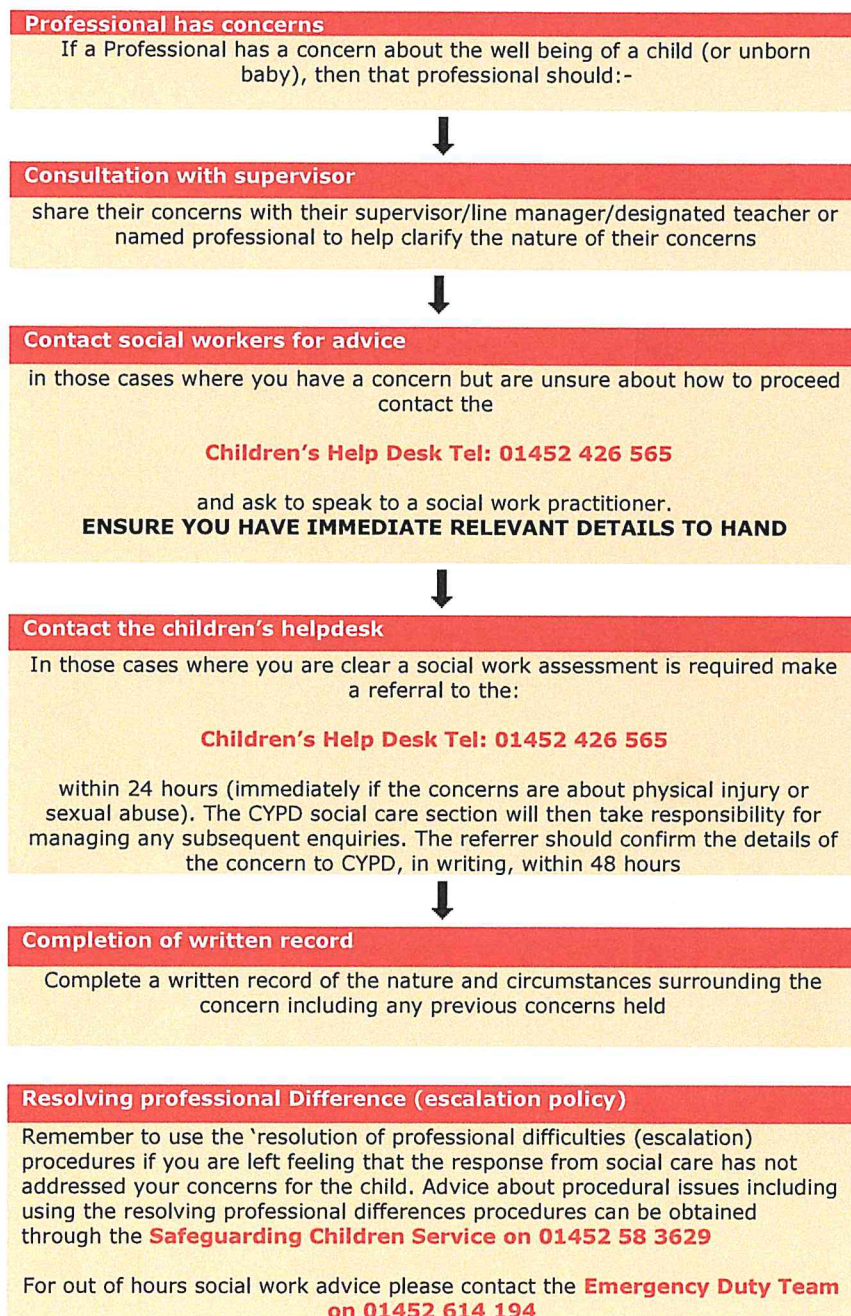 Professional has concerns
If a Professional has a concern about the well being of a child (or unborn
baby), then that professional should:-
Consultation with supervisor
share their concerns with their supervisor/line manager/designated teacher or
named professional to help clarify the nature of their concerns
Contact social workers for advice
in those cases where you have a concern but are unsure about how to proceed
contact the
Children's Help Desk Tel: 01452 426 565
and ask to speak to a social work practitioner.
ENSURE YOU HAVE IMMEDIATE RELEVANT DETAILS TO HAND
Contact the children's helpdesk
In those cases where you are clear a social work assessment is required make
a referral to the:
Children's Help Desk Tel: 01452 426 565
within 24 hours (immediately if the concerns are about physical injury or
sexual abuse). The CYPD social care section will then take responsibility for
managing any subsequent enquiries. The referrer should confirm the details of
the concern to CYPD, in writing, within 48 hours
Completion of written record
Complete a written record of the nature and circumstances surrounding the
concern including any previous concerns held
Resolving professional Difference (escalation policy)
Remember to use the ‛resolution of professional difficulties (escalation)
procedures if you are left feeling that the response from social care has not
addressed your concerns for the child. Advice about procedural issues including
using the resolving professional differences procedures can be obtained
through the Safeguarding Children Service on 01452 58 3629
For out of hours social work advice please contact the Emergency Duty Team
on 01452 614 194